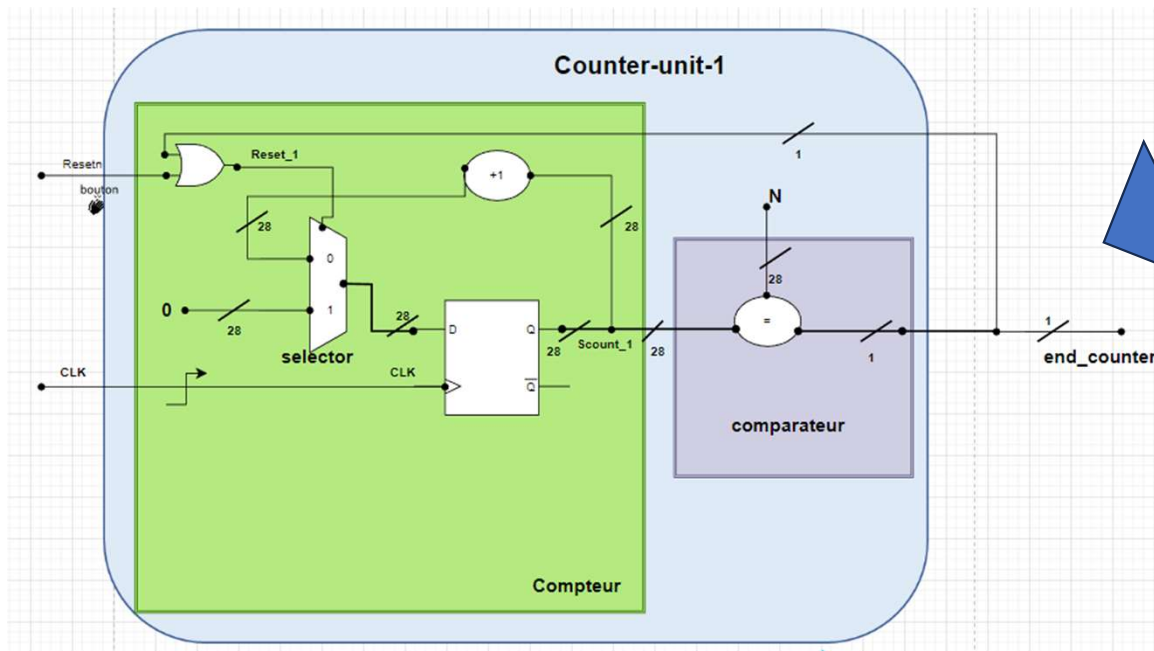 Counter-unit-1
1
Resetn
bouton
Reset_1
+1
N
28
28
28
0
0
28
1
28
selector
D
Q
28
Scount_1
28
=
1
1
end_counter
CLK
CLK
Q
comparateur
Compteur